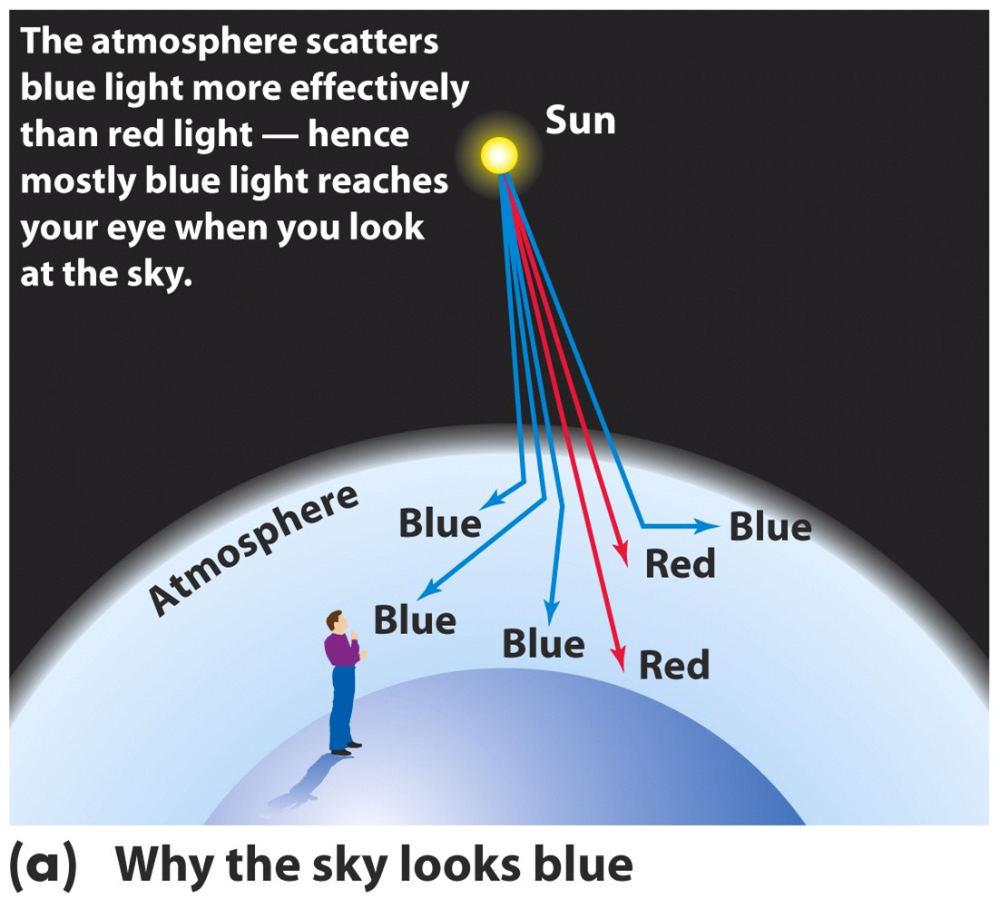 The atmosphere scatters
blue light more effectively
than red light — hence
mostly blue light reaches
your eye when you look
at the sky.
Sun
Atmosphere
Blue
Blue
Red
Blue
Blue
Red
(a) Why the sky looks blue